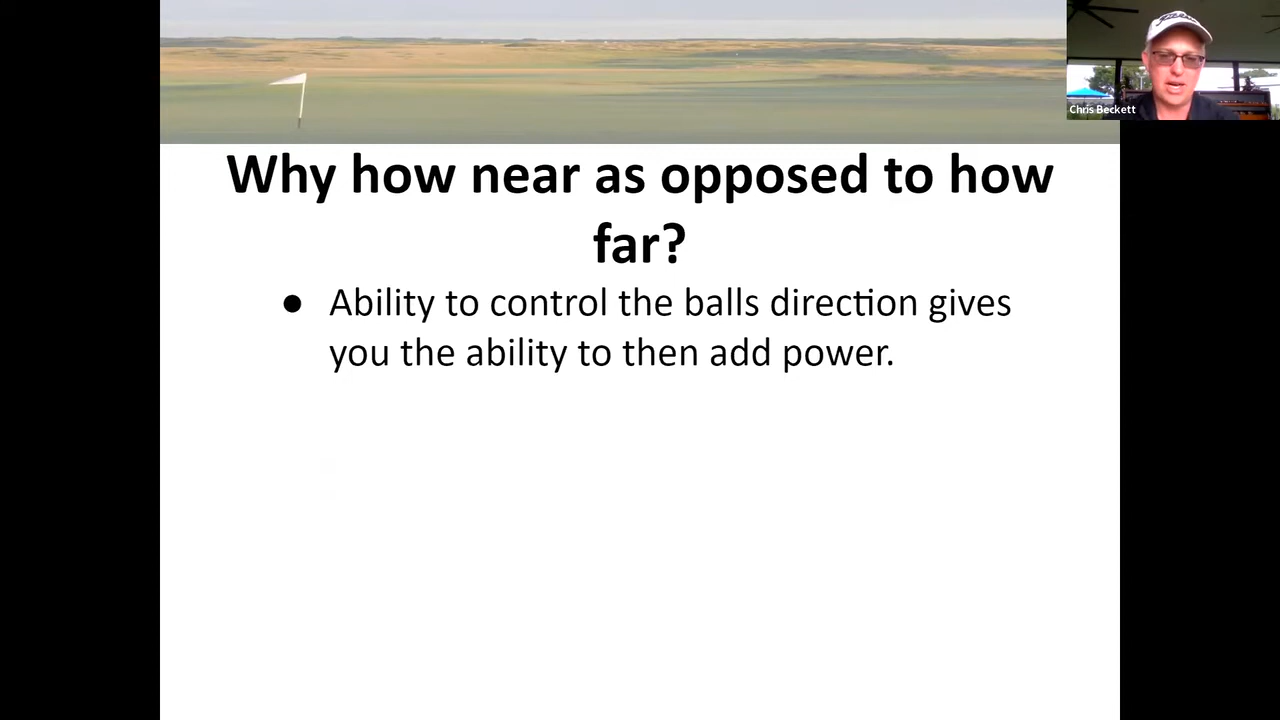 Why how near as opposed to how
far?
● Ability to control the balls direction gives
you the ability to then add power.
Titleist
Chris Beckett